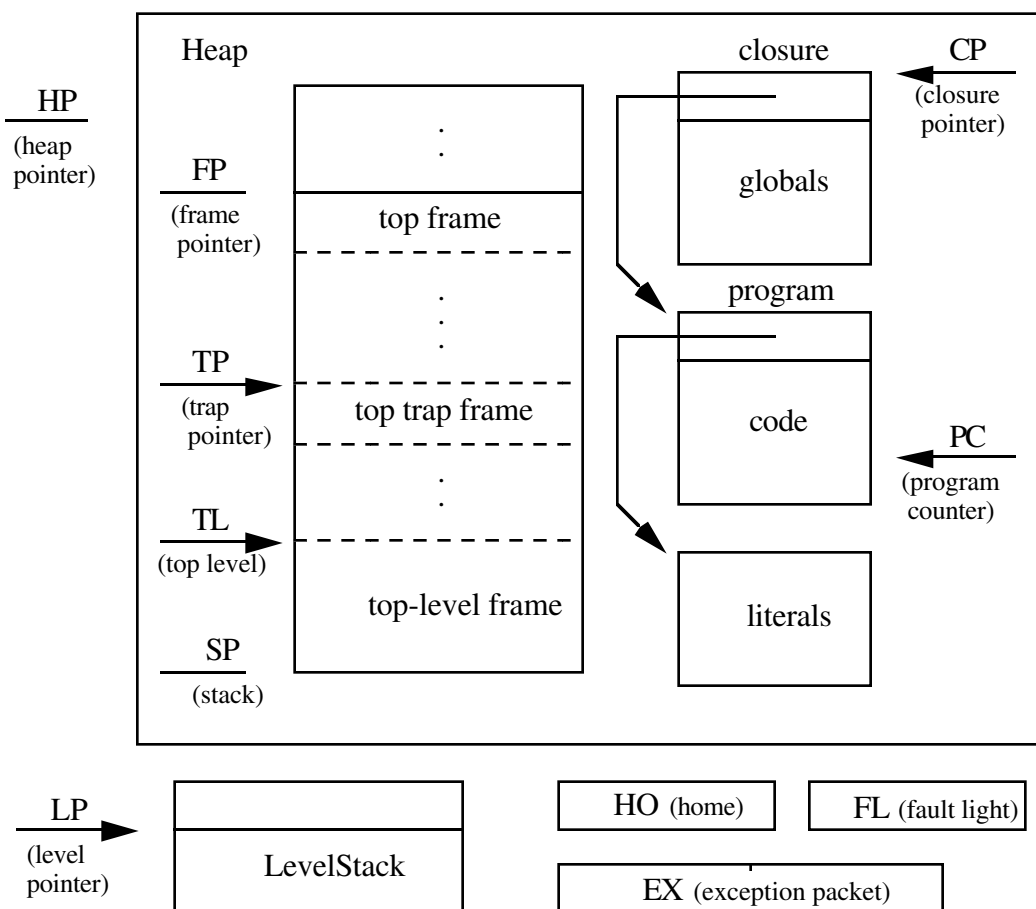 Heap
closure
CP
(closure
pointer)
HP
(heap
pointer)
FP
(frame
pointer)
top frame
globals
program
TP
(trap
pointer)
top trap frame
code
PC
(program
counter)
TL
(top level)
top-level frame
literals
SP
(stack)
LP
(level
pointer)
LevelStack
HO (home)
FL (fault light)
EX (exception packet)